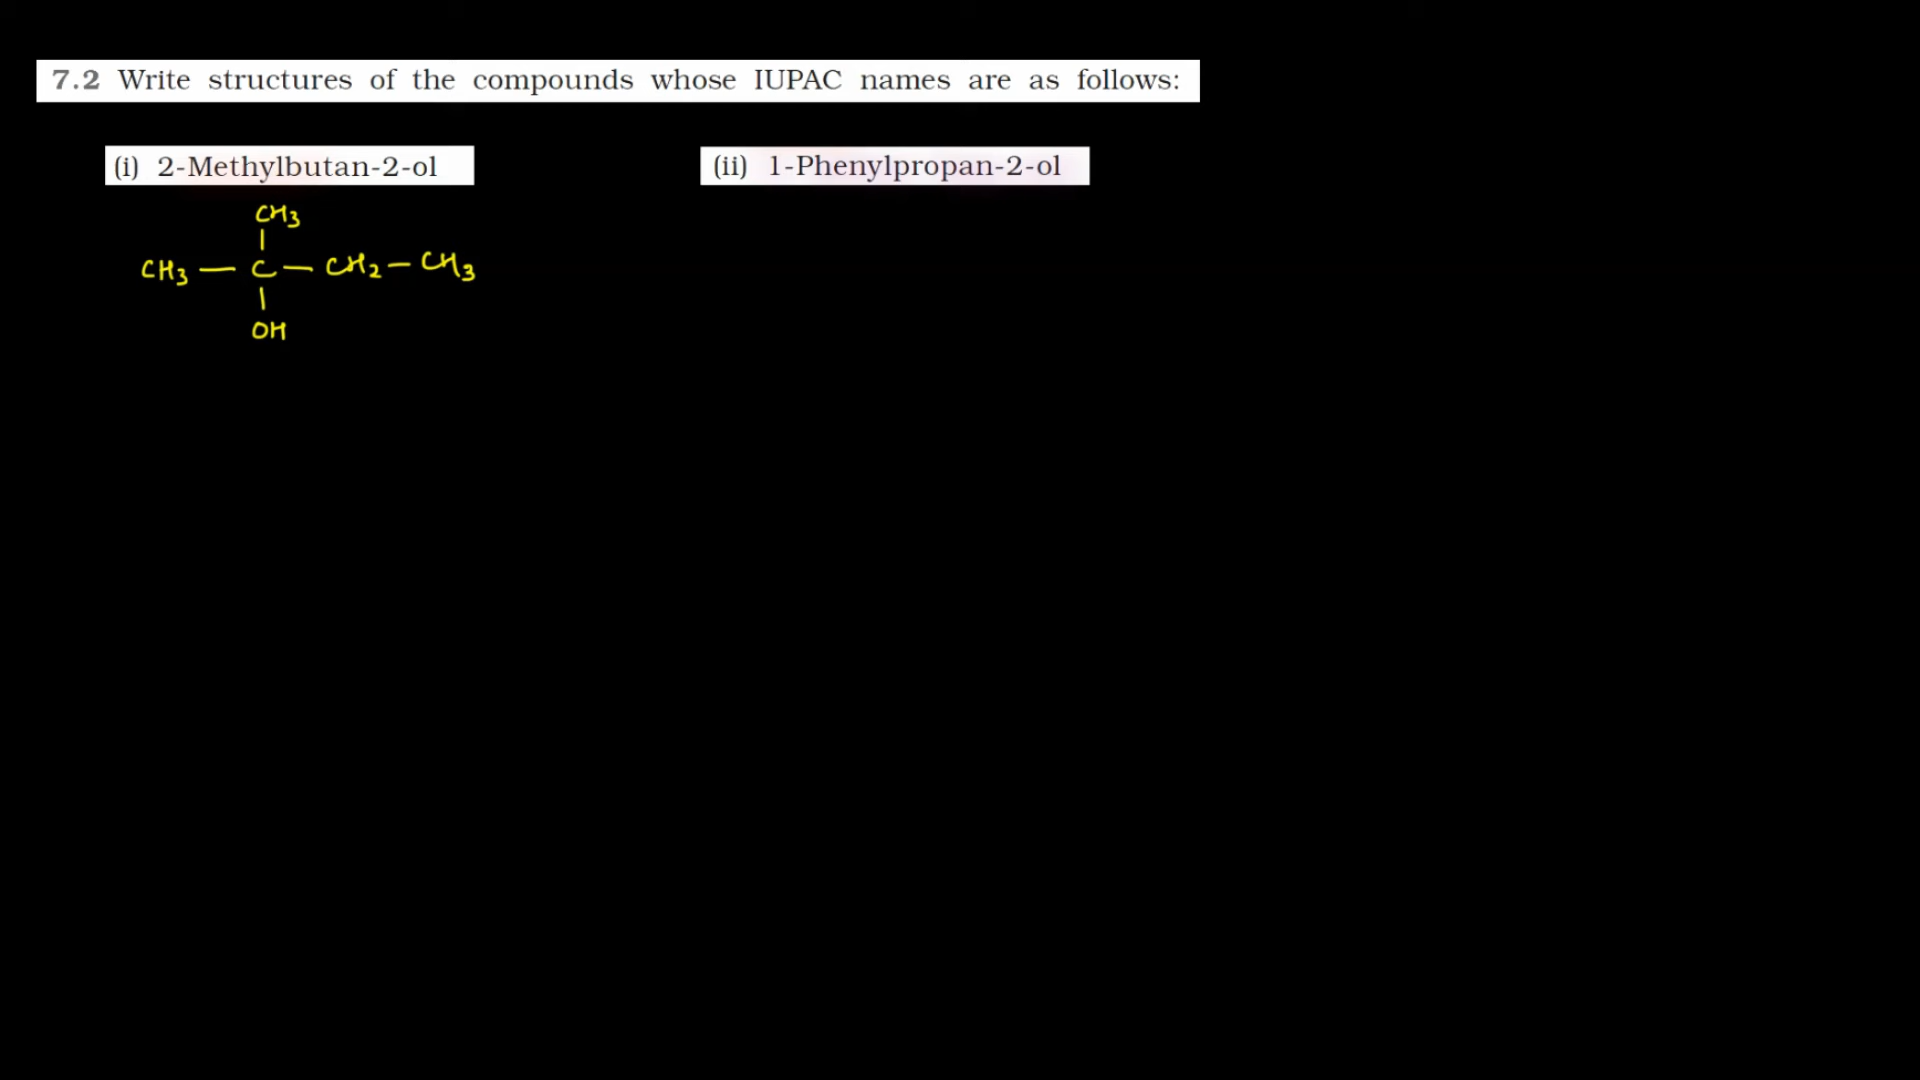 7.2 Write structures of the compounds whose IUPAC names are as follows:
(i) 2-Methylbutan-2-ol
(ii) 1-Phenylpropan-2-ol
CH3
|
CH3 — C — CH2 — CH3
|
OH